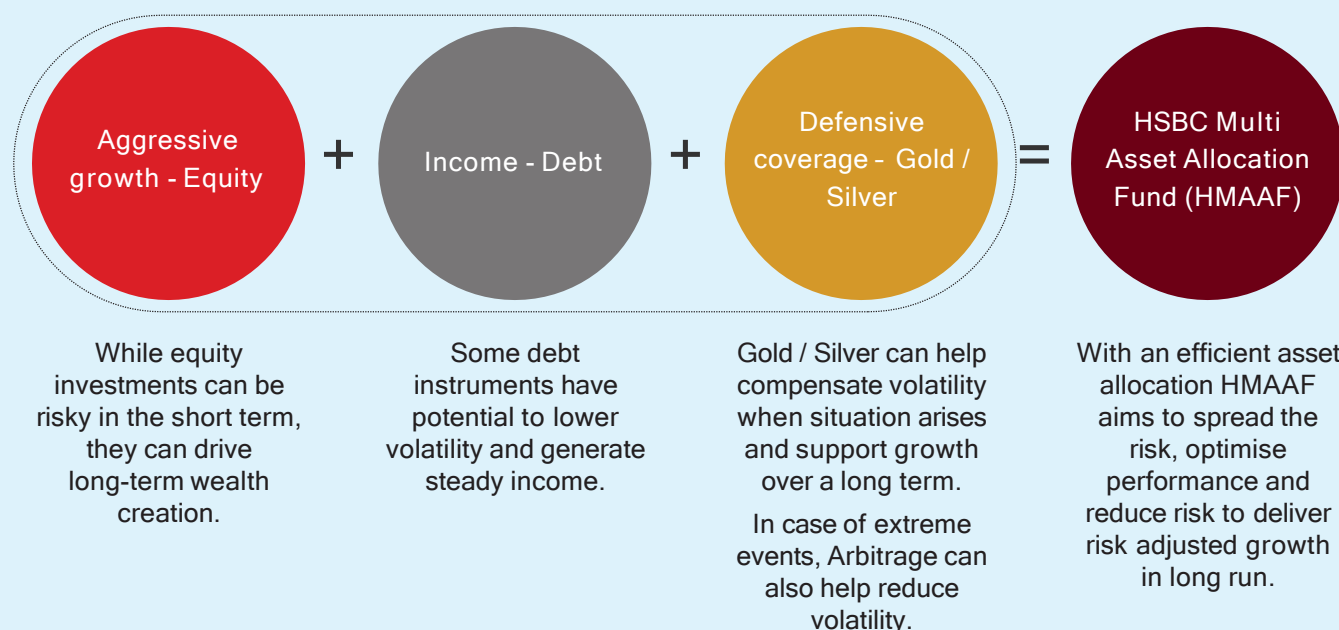 Aggressive
growth - Equity
+
Income - Debt
+
Defensive
coverage - Gold /
Silver
=
HSBC Multi
Asset Allocation
Fund (HMAAF)
While equity
investments can be
risky in the short term,
they can drive
long-term wealth
creation.
Some debt
instruments have
potential to lower
volatility and generate
steady income.
Gold / Silver can help
compensate volatility
when situation arises
and support growth
over a long term.
In case of extreme
events, Arbitrage can
also help reduce
volatility.
With an efficient asset
allocation HMAAF
aims to spread the
risk, optimise
performance and
reduce risk to deliver
risk adjusted growth
in long run.